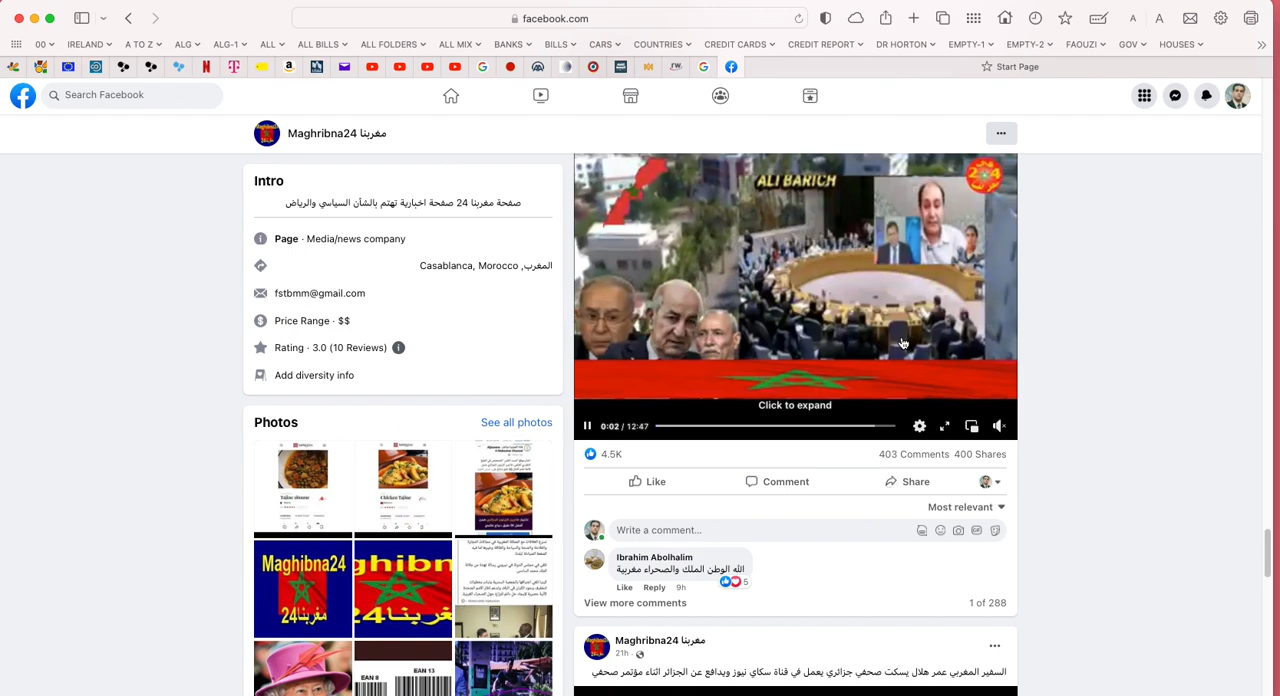 facebook.com
00
IRELAND
A TO Z
ALG
ALG-1
ALL
ALL BILLS
ALL FOLDERS
ALL MIX
BANKS
BILLS
CARS
COUNTRIES
CREDIT CARDS
CREDIT REPORT
DR HORTON
EMPTY-1
EMPTY-2
FAOUZI
GOV
HOUSES
Start Page
Search Facebook
Maghribna24 مغربنا
Intro
صفحة مغربنا 24 صفحة اخبارية تهتم بالشأن السياسي والرياض
Page · Media/news company
Casablanca, Morocco ,المغرب
fstbmm@gmail.com
Price Range · $$
Rating · 3.0 (10 Reviews)
Add diversity info
Photos
See all photos
Maghribna24
مغربنا24
ALI BARICH
Click to expand
0:02 / 12:47
4.5K
403 Comments 400 Shares
Like
Comment
Share
Most relevant
Write a comment...
Ibrahim Abolhalim
الله الوطن الملك والصحراء مغربية
5
Like Reply 9h
View more comments
1 of 288
Maghribna24 مغربنا
21h ·
السفير المغربي عمر هلال يسكت صحفي جزائري يعمل في قناة سكاي نيوز ويدافع عن الجزائر اثناء مؤتمر صحفي
EAN 8
EAN 13